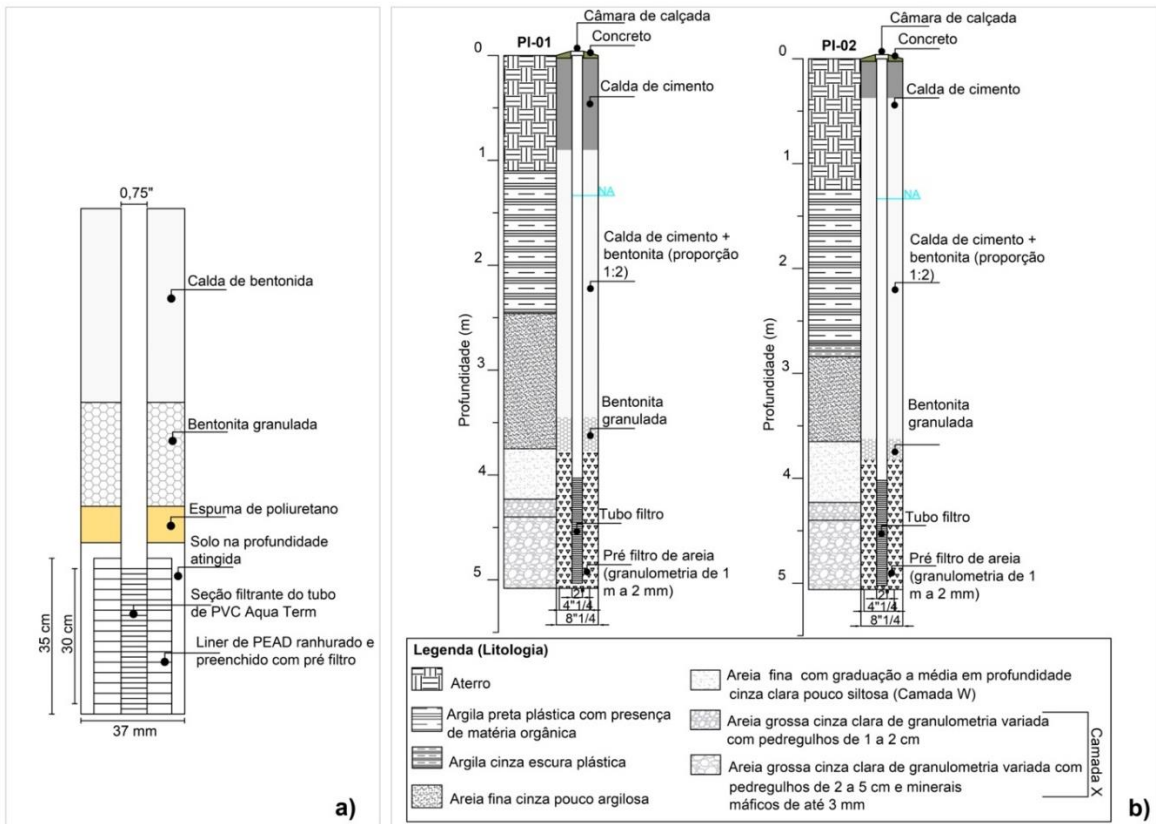 a)
0,75"
Calda de bentonida
Bentonita granulada
Espuma de poliuretano
Solo na profundidade
atingida
Seção filtrante do tubo
de PVC Aqua Term
Liner de PEAD ranhurado e
preenchido com pré filtro
35 cm
30 cm
37 mm
b)
Câmara de calçada
PI-01
Concreto
Calda de cimento
NA
Calda de cimento +
bentonita (proporção
1:2)
Bentonita
granulada
Tubo filtro
Pré filtro de areia
(granulometria de 1
m a 2 mm)
Profundidade (m)
0
1
2
3
4
5
2"
4"1/4
8"1/4
Câmara de calçada
PI-02
Concreto
Calda de cimento
NA
Calda de cimento +
bentonita (proporção
1:2)
Bentonita
granulada
Tubo filtro
Pré filtro de areia
(granulometria de 1
m a 2 mm)
Profundidade (m)
0
1
2
3
4
5
2"
4"1/4
8"1/4
Legenda (Litologia)
Aterro
Argila preta plástica com presença
de matéria orgânica
Argila cinza escura plástica
Areia fina cinza pouco argilosa
Areia fina com graduação a média em profundidade
cinza clara pouco siltosa (Camada W)
Areia grossa cinza clara de granulometria variada
com pedregulhos de 1 a 2 cm
Areia grossa cinza clara de granulometria variada com
pedregulhos de 2 a 5 cm e minerais
máficos de até 3 mm
Camada X